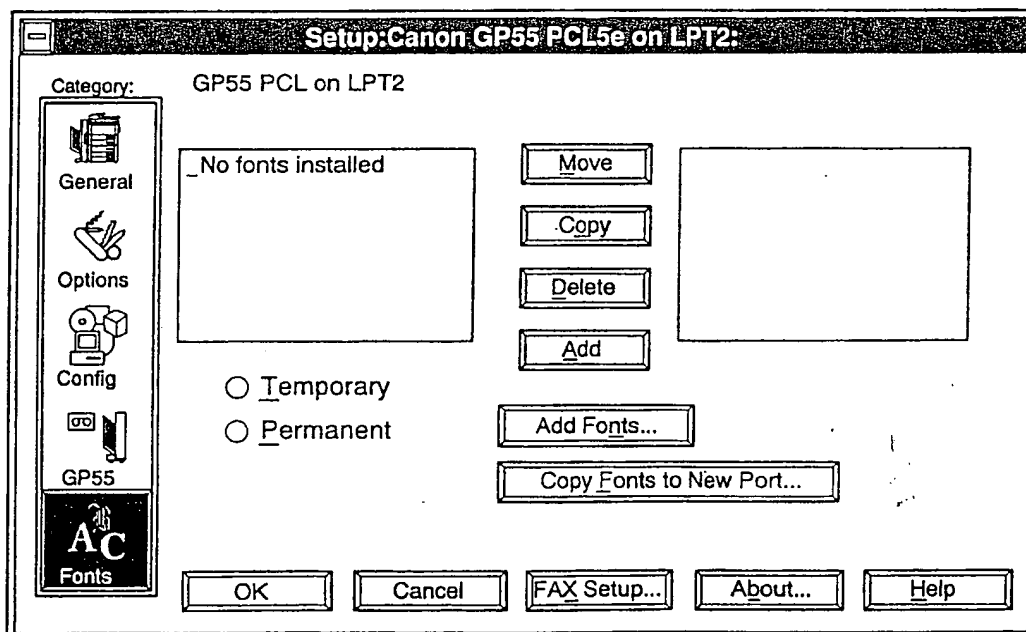 Setup:Canon GP55 PCL5e on LPT2:
Category:
GP55 PCL on LPT2
General
Options
Config
GP55
AC
Fonts
_No fonts installed
Move
Copy
Delete
Add
Temporary
Permanent
Add Fonts...
Copy Fonts to New Port...
OK
Cancel
FAX Setup...
About...
Help